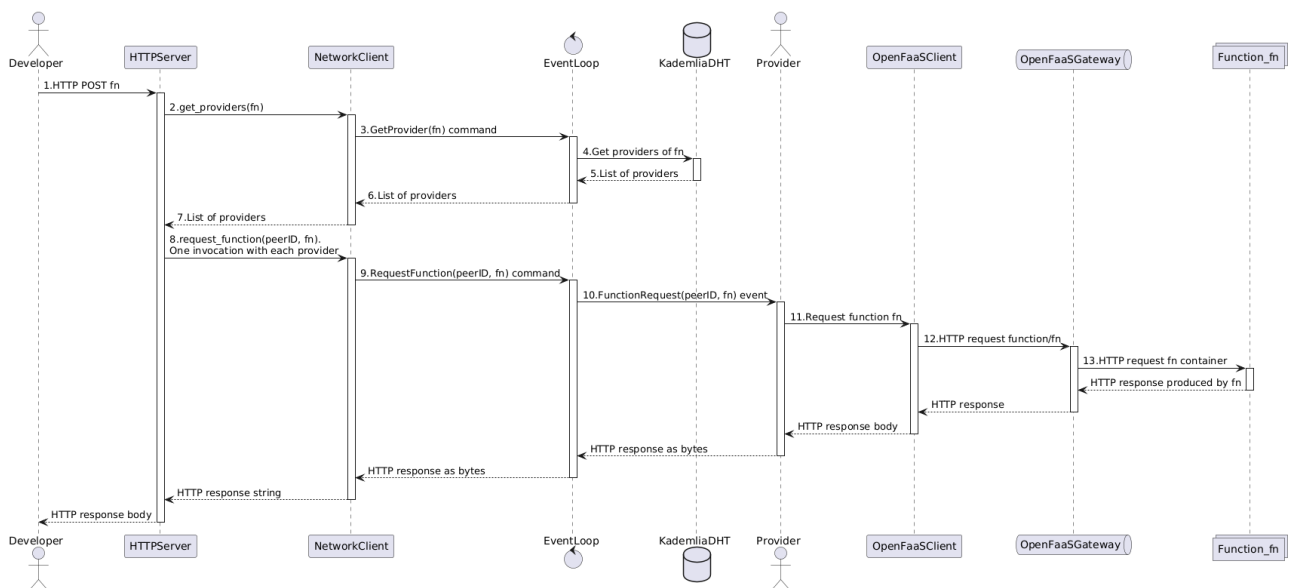 Developer
HTTPServer
NetworkClient
EventLoop
KademliaDHT
Provider
OpenFaaSClient
OpenFaaSGateway
Function_fn
1.HTTP POST fn
2.get_providers(fn)
3.GetProvider(fn) command
4.Get providers of fn
5.List of providers
6.List of providers
7.List of providers
8.request_function(peerID, fn).
One invocation with each provider
9.RequestFunction(peerID, fn) command
10.FunctionRequest(peerID, fn) event
11.Request function fn
12.HTTP request function/fn
13.HTTP request fn container
HTTP response produced by fn
HTTP response
HTTP response body
HTTP response as bytes
HTTP response as bytes
HTTP response string
HTTP response body
Developer
HTTPServer
NetworkClient
EventLoop
KademliaDHT
Provider
OpenFaaSClient
OpenFaaSGateway
Function_fn